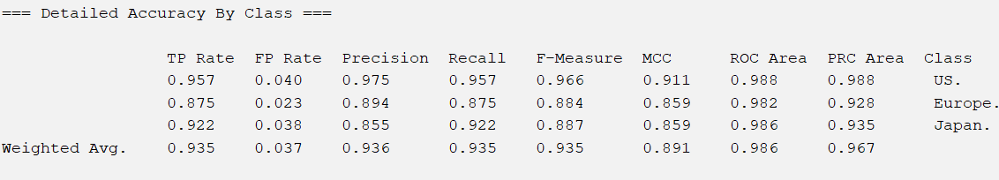 === Detailed Accuracy By Class ===
TP Rate FP Rate Precision Recall F-Measure MCC ROC Area PRC Area Class
0.957 0.040 0.975 0.957 0.966 0.911 0.988 0.988 US.
0.875 0.023 0.894 0.875 0.884 0.859 0.982 0.928 Europe.
0.922 0.038 0.855 0.922 0.887 0.859 0.986 0.935 Japan.
Weighted Avg. 0.935 0.037 0.936 0.935 0.935 0.891 0.986 0.967